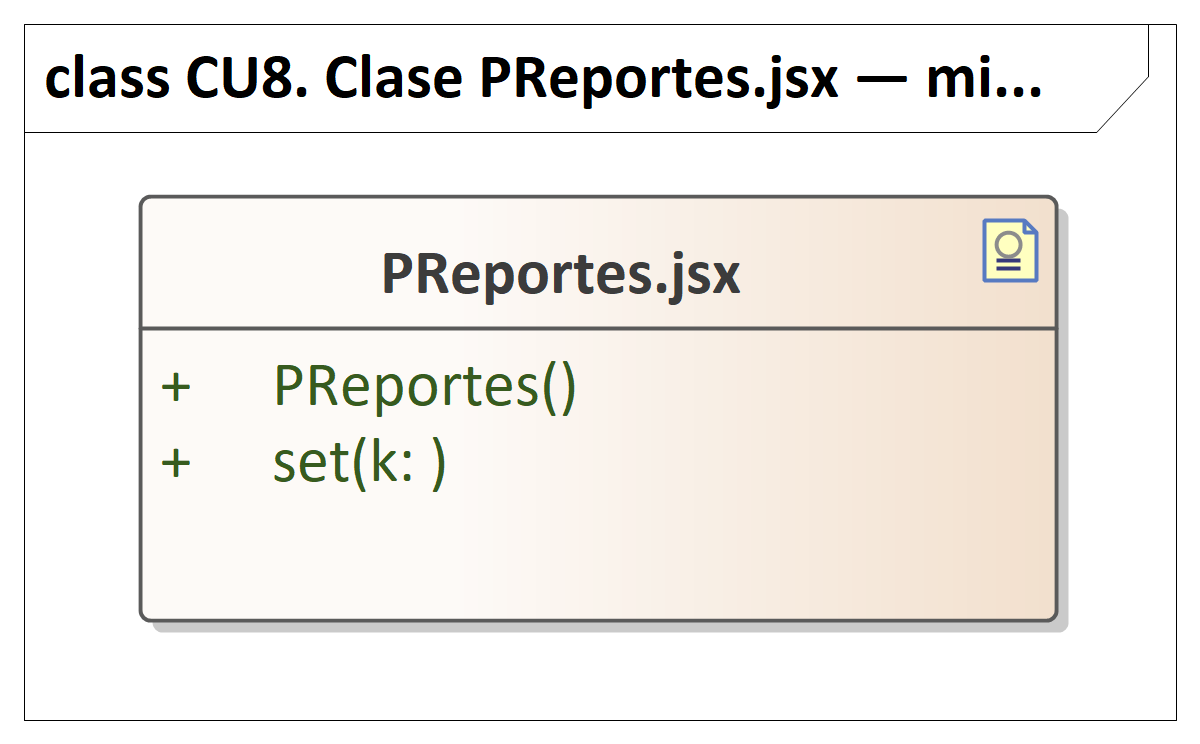 class CU8. Clase PReportes.jsx — mi...
PReportes.jsx
+ PReportes()
+ set(k: )